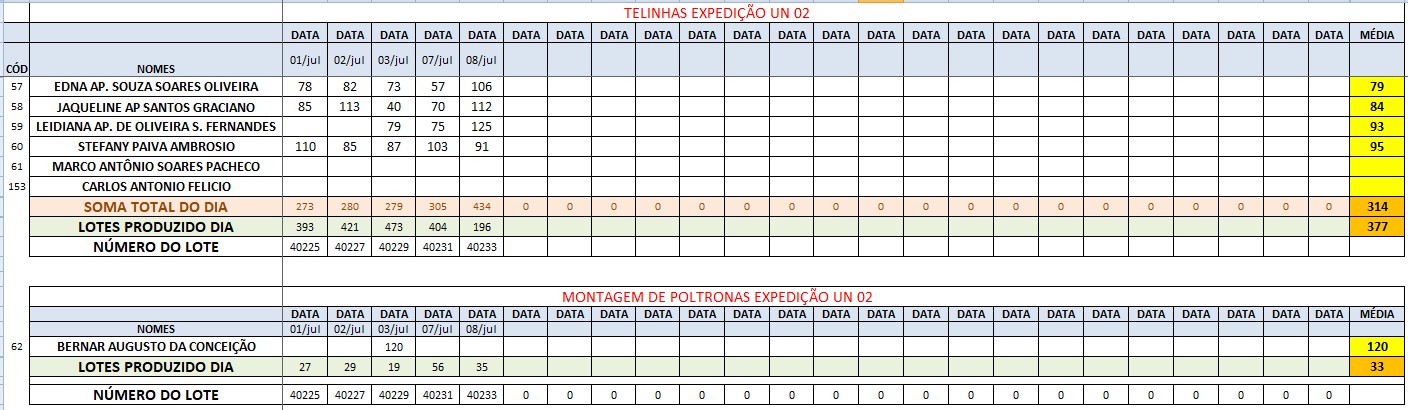 TELINHAS EXPEDIÇÃO UN 02
DATA DATA DATA DATA DATA DATA DATA DATA DATA DATA DATA DATA DATA DATA DATA DATA DATA DATA DATA DATA DATA DATA DATA DATA MÉDIA
CÓD NOMES 01/jul 02/jul 03/jul 07/jul 08/jul
57 EDNA AP. SOUZA SOARES OLIVEIRA 78 82 73 57 106 79
58 JAQUELINE AP SANTOS GRACIANO 85 113 40 70 112 84
59 LEIDIANA AP. DE OLIVEIRA S. FERNANDES 79 75 125 93
60 STEFANY PAIVA AMBROSIO 110 85 87 103 91 95
61 MARCO ANTÔNIO SOARES PACHECO
153 CARLOS ANTONIO FELICIO
SOMA TOTAL DO DIA 273 280 279 305 434 0 0 0 0 0 0 0 0 0 0 0 0 0 0 0 0 0 0 0 314
LOTES PRODUZIDO DIA 393 421 473 404 196 377
NÚMERO DO LOTE 40225 40227 40229 40231 40233
MONTAGEM DE POLTRONAS EXPEDIÇÃO UN 02
DATA DATA DATA DATA DATA DATA DATA DATA DATA DATA DATA DATA DATA DATA DATA DATA DATA DATA DATA DATA DATA DATA DATA DATA MÉDIA
NOMES 01/jul 02/jul 03/jul 07/jul 08/jul
62 BERNAR AUGUSTO DA CONCEIÇÃO 120 120
LOTES PRODUZIDO DIA 27 29 19 56 35 33
NÚMERO DO LOTE 40225 40227 40229 40231 40233 0 0 0 0 0 0 0 0 0 0 0 0 0 0 0 0 0 0 0